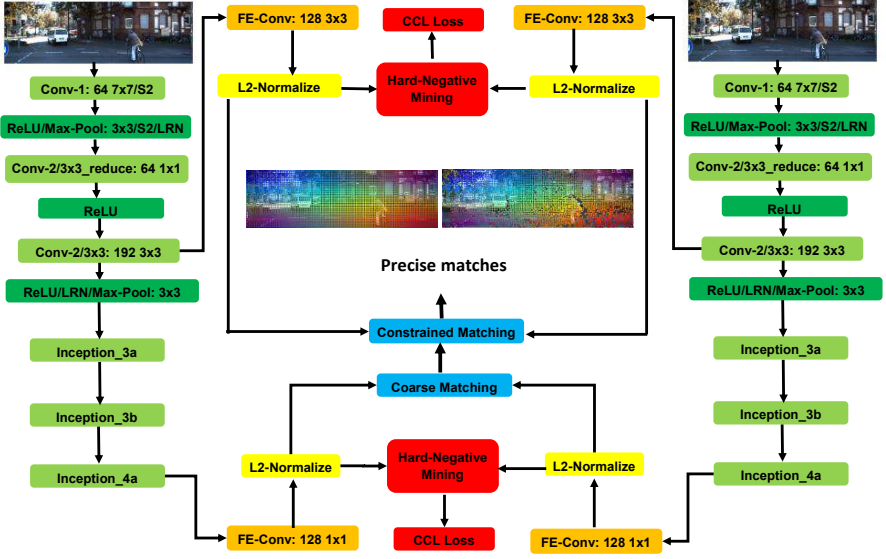 FE-Conv: 128 3x3
CCL Loss
FE-Conv: 128 3x3
Conv-1: 64 7x7/S2
L2-Normalize
Hard-Negative
Mining
L2-Normalize
Conv-1: 64 7x7/S2
ReLU/Max-Pool: 3x3/S2/LRN
ReLU/Max-Pool: 3x3/S2/LRN
Conv-2/3x3_reduce: 64 1x1
Conv-2/3x3_reduce: 64 1x1
ReLU
ReLU
Conv-2/3x3: 192 3x3
Conv-2/3x3: 192 3x3
Precise matches
ReLU/LRN/Max-Pool: 3x3
ReLU/LRN/Max-Pool: 3x3
Constrained Matching
Inception_3a
Inception_3a
Coarse Matching
Inception_3b
Inception_3b
L2-Normalize
Hard-Negative
Mining
L2-Normalize
Inception_4a
Inception_4a
FE-Conv: 128 1x1
CCL Loss
FE-Conv: 128 1x1